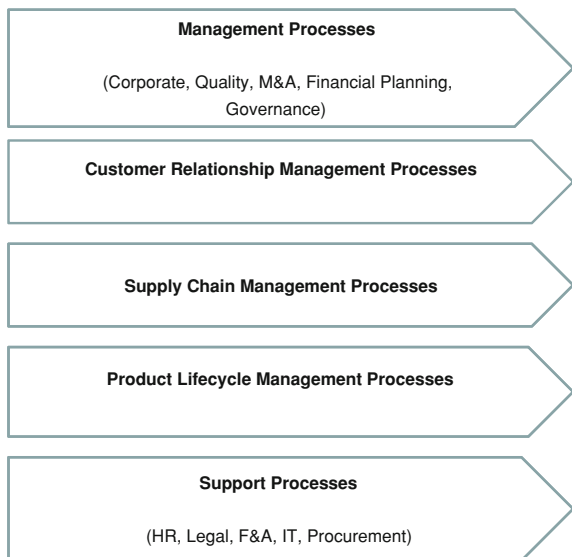 Management Processes
(Corporate, Quality, M&A, Financial Planning,
Governance)
Customer Relationship Management Processes
Supply Chain Management Processes
Product Lifecycle Management Processes
Support Processes
(HR, Legal, F&A, IT, Procurement)